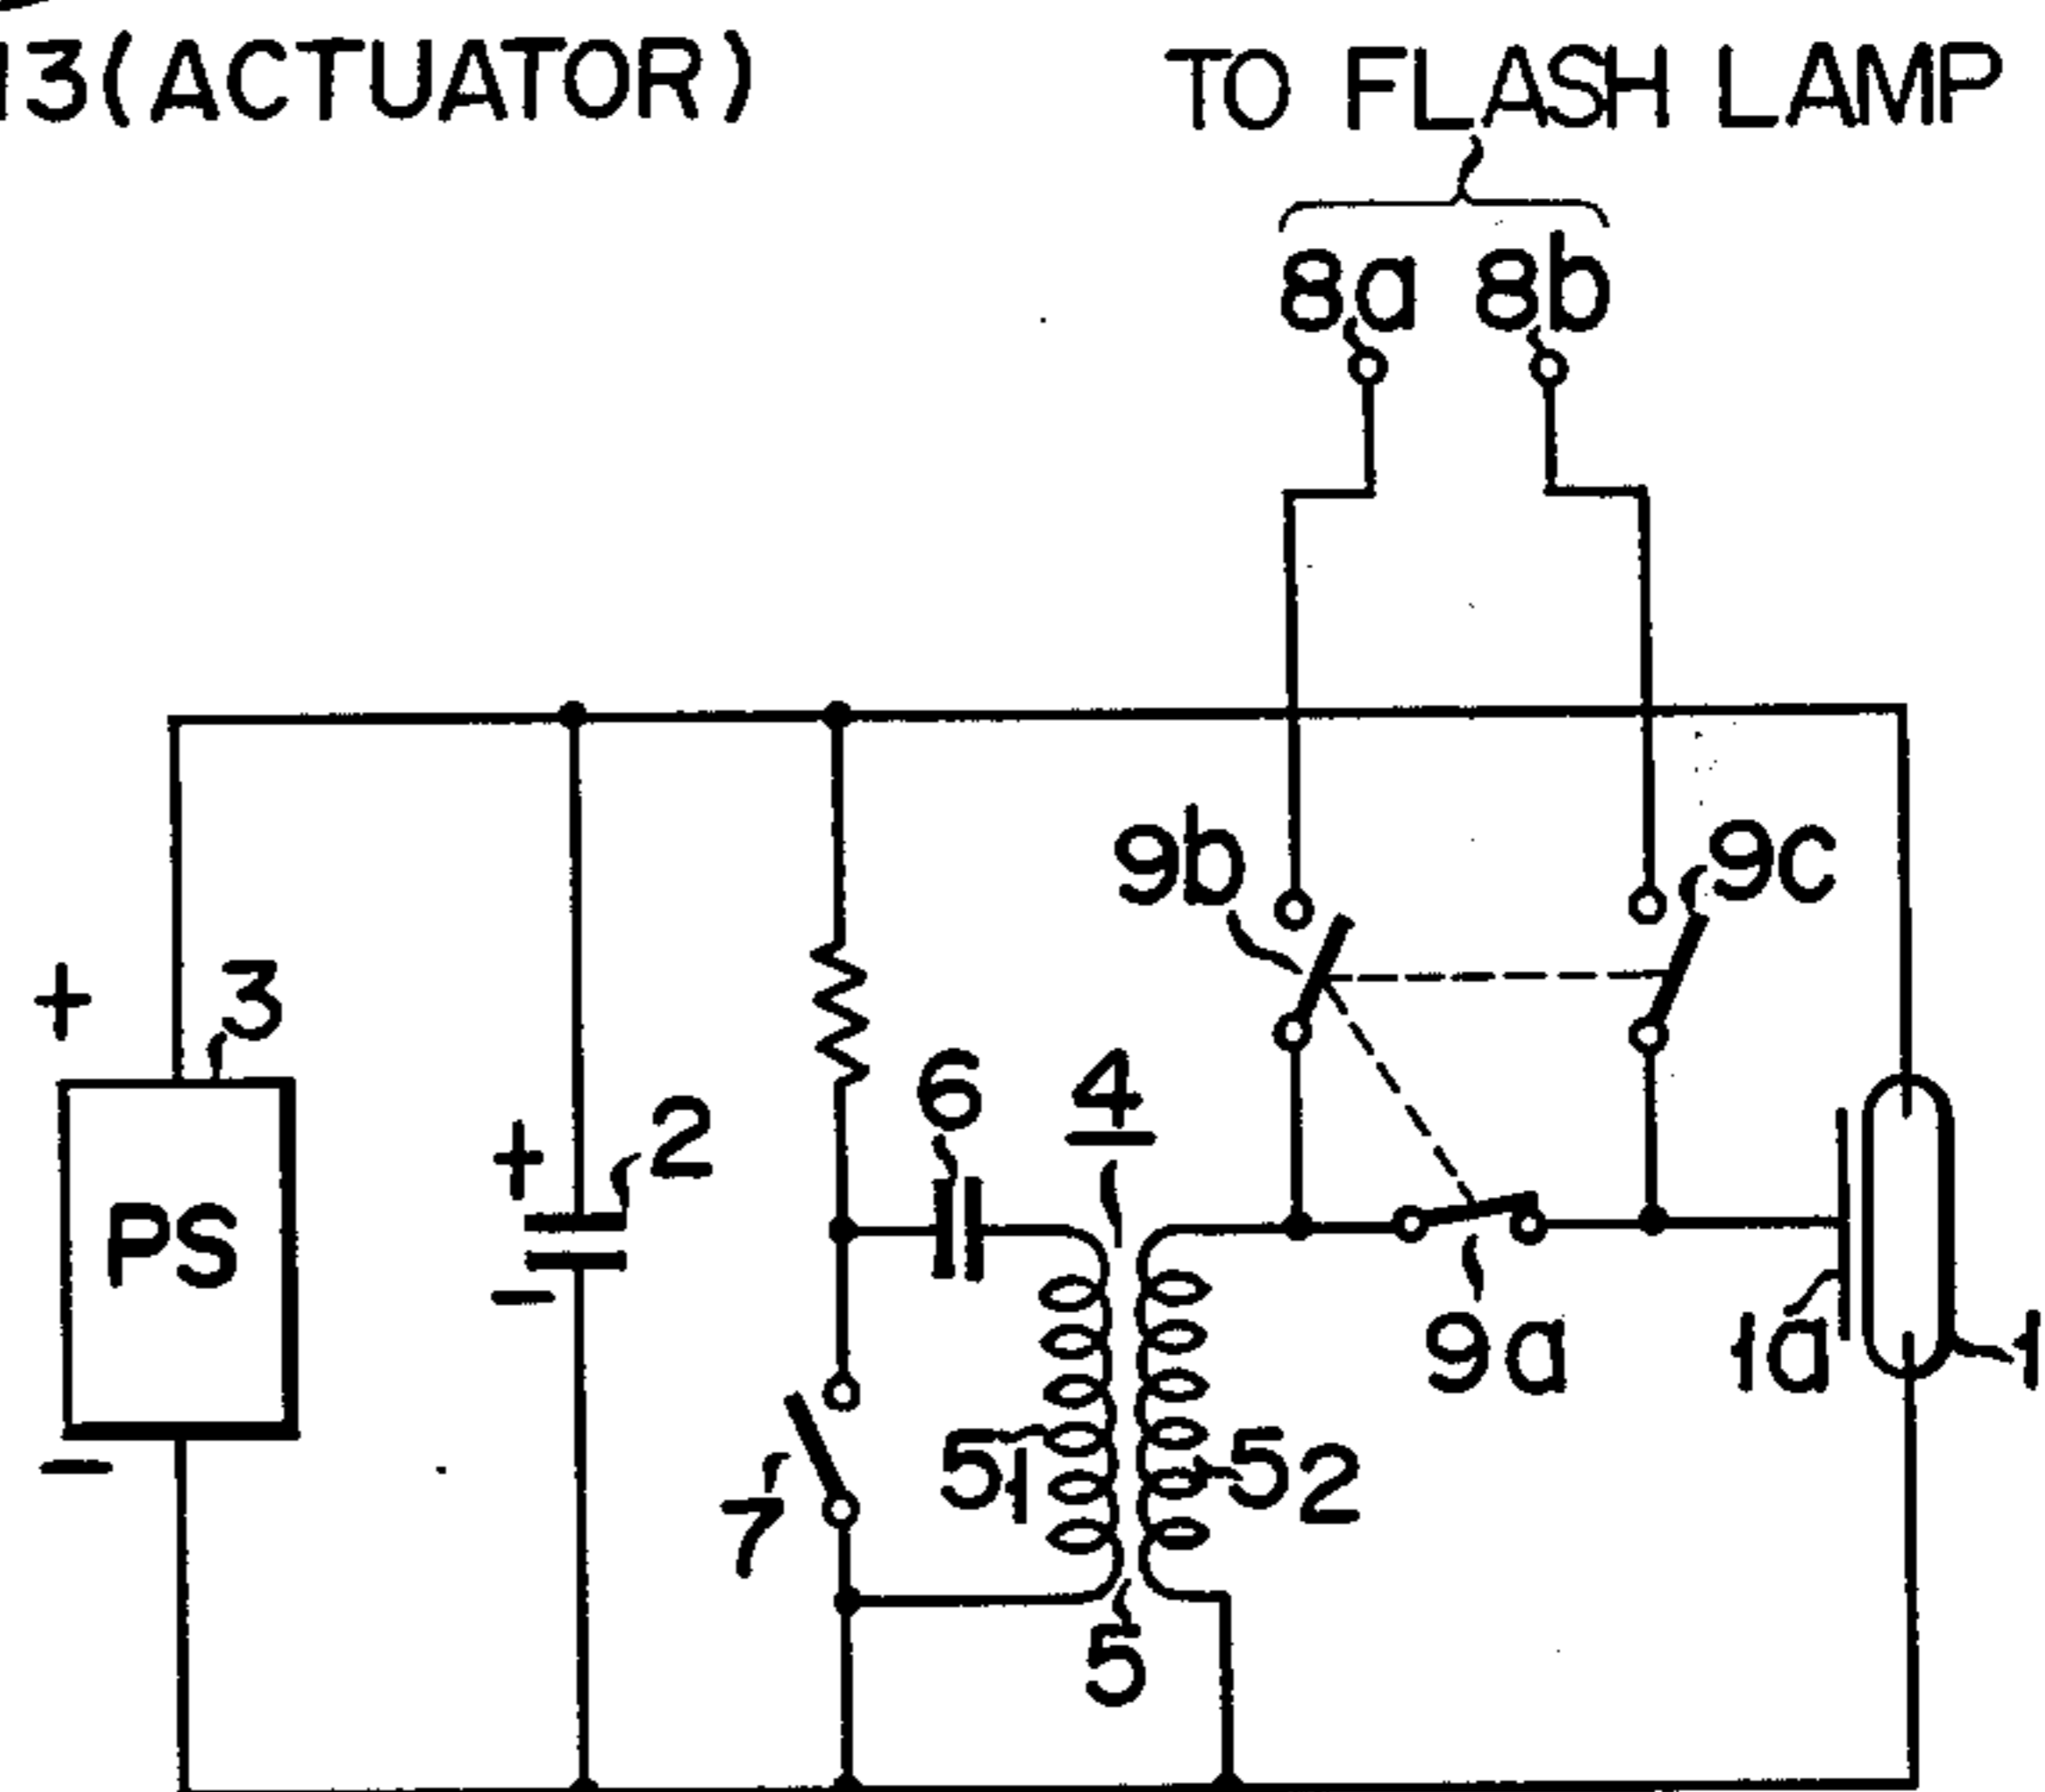 13(ACTUATOR)
TO FLASH LAMP
8a 8b
9b
9c
+ 3
6 4
+ 2
PS
−
9a 1a 1
−
7
51 52
5